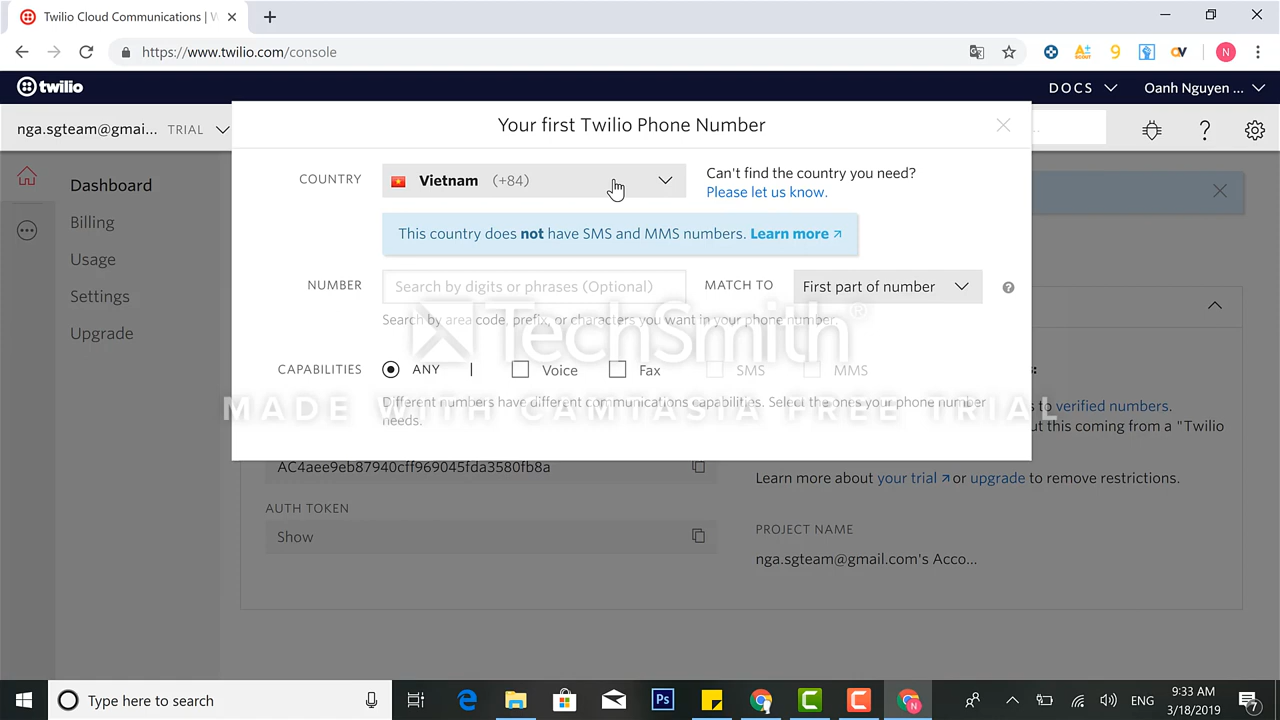 Twilio Cloud Communications | W
https://www.twilio.com/console
N
twilio
DOCS
Oanh Nguyen ...
nga.sgteam@gmai... TRIAL
Your first Twilio Phone Number
COUNTRY
Vietnam (+84)
Can't find the country you need?
Please let us know.
This country does not have SMS and MMS numbers. Learn more
NUMBER
Search by digits or phrases (Optional)
MATCH TO
First part of number
Search by area code, prefix, or characters you want in your phone number.
TechSmith®
CAPABILITIES
ANY
Voice
Fax
SMS
MMS
MADE WITH CAMTASIA FREE TRIAL
Different numbers have different communications capabilities. Select the ones your phone number
needs.
Dashboard
Billing
Usage
Settings
Upgrade
s to verified numbers.
ut this coming from a "Twilio
AC4aee9eb87940cff969045fda3580fb8a
Learn more about your trial or upgrade to remove restrictions.
AUTH TOKEN
Show
PROJECT NAME
nga.sgteam@gmail.com's Acco...
Type here to search
ENG
9:33 AM
3/18/2019
7